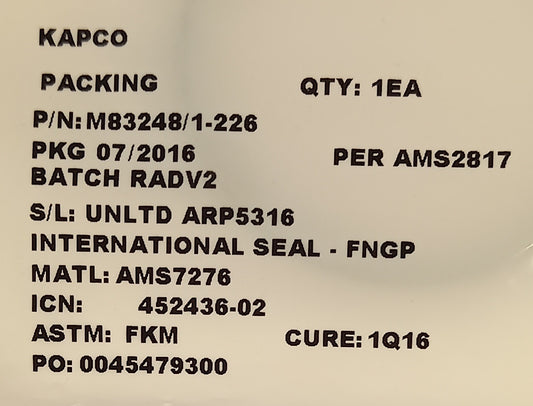 KAPCO
PACKING QTY: 1EA
P/N: M83248/1-226
PKG 07/2016 PER AMS2817
BATCH RADV2
S/L: UNLTD ARP5316
INTERNATIONAL SEAL - FNGP
MATL: AMS7276
ICN: 452436-02
ASTM: FKM CURE: 1Q16
PO: 0045479300